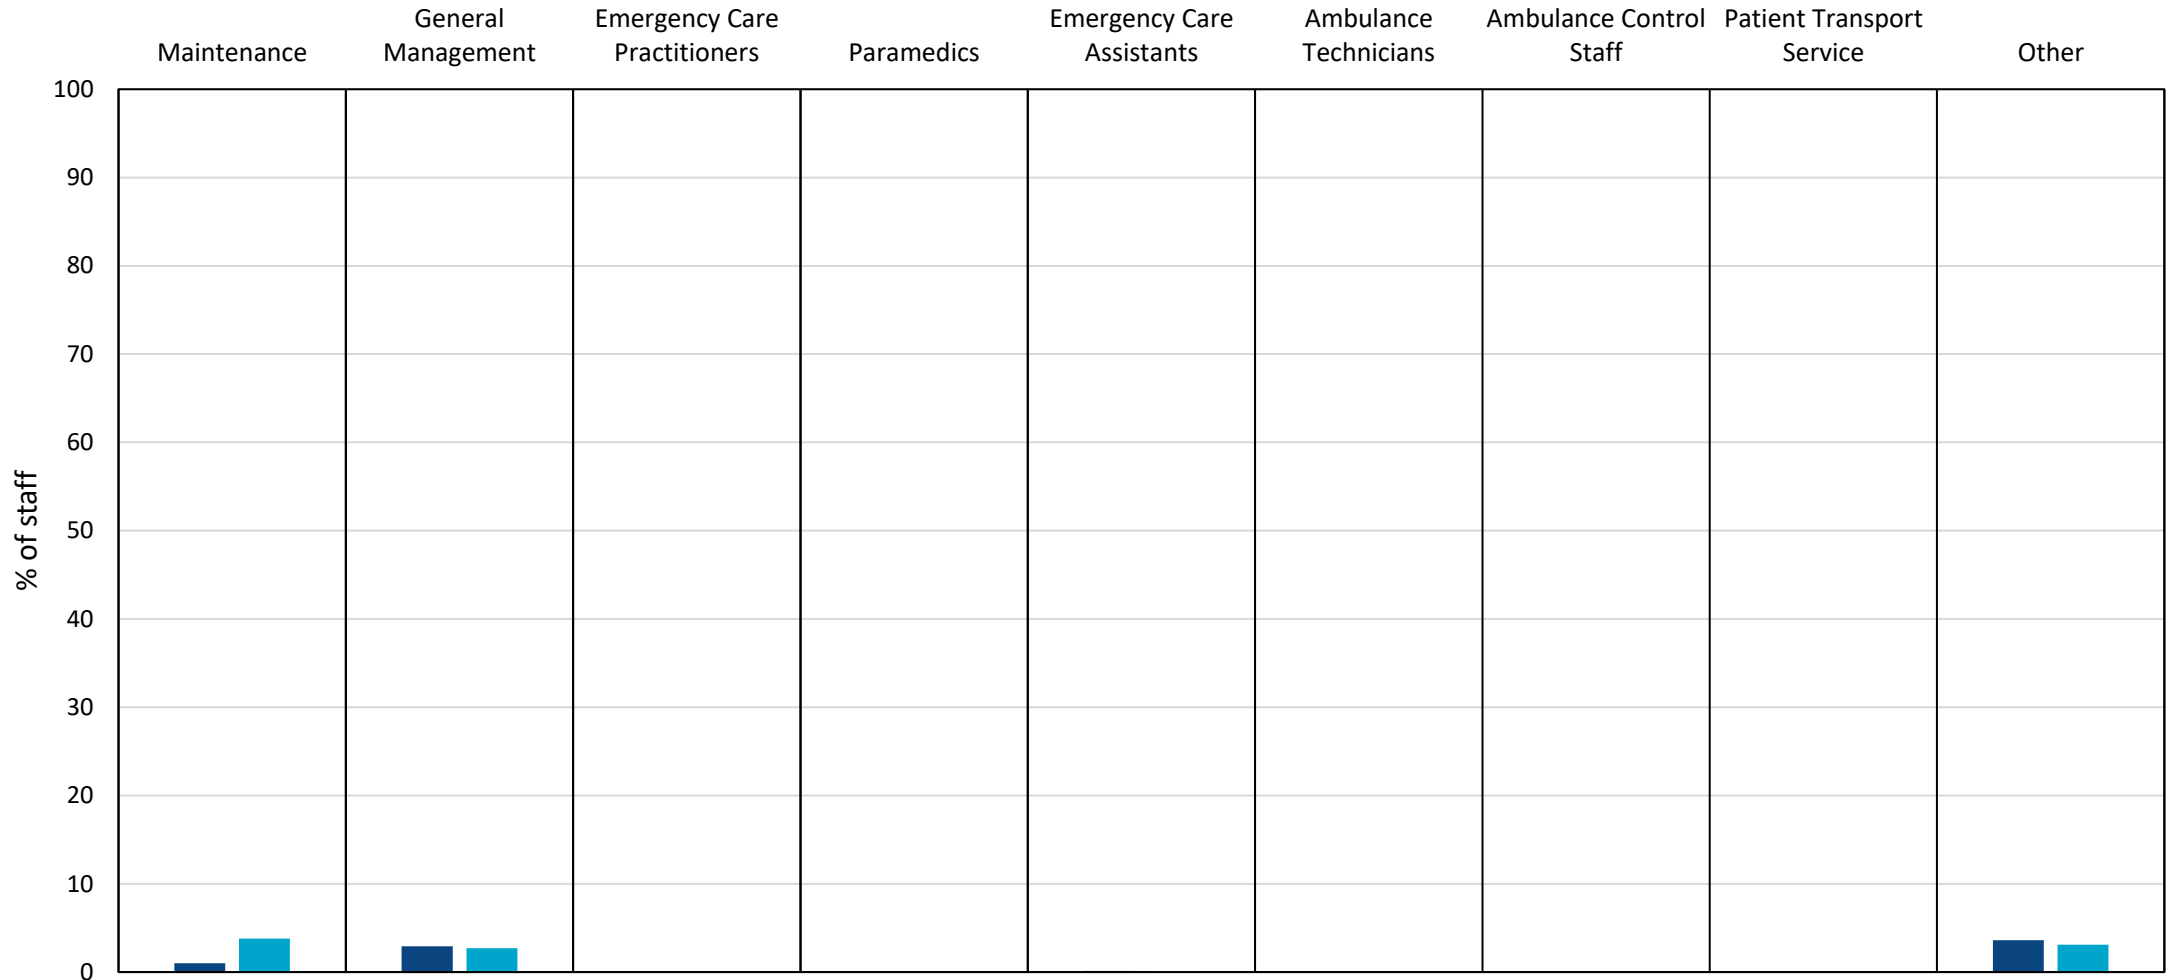 Maintenance
General
Management
Emergency Care
Practitioners
Paramedics
Emergency Care
Assistants
Ambulance
Technicians
Ambulance Control
Staff
Patient Transport
Service
Other
100
90
80
70
60
50
40
30
20
10
0
% of staff